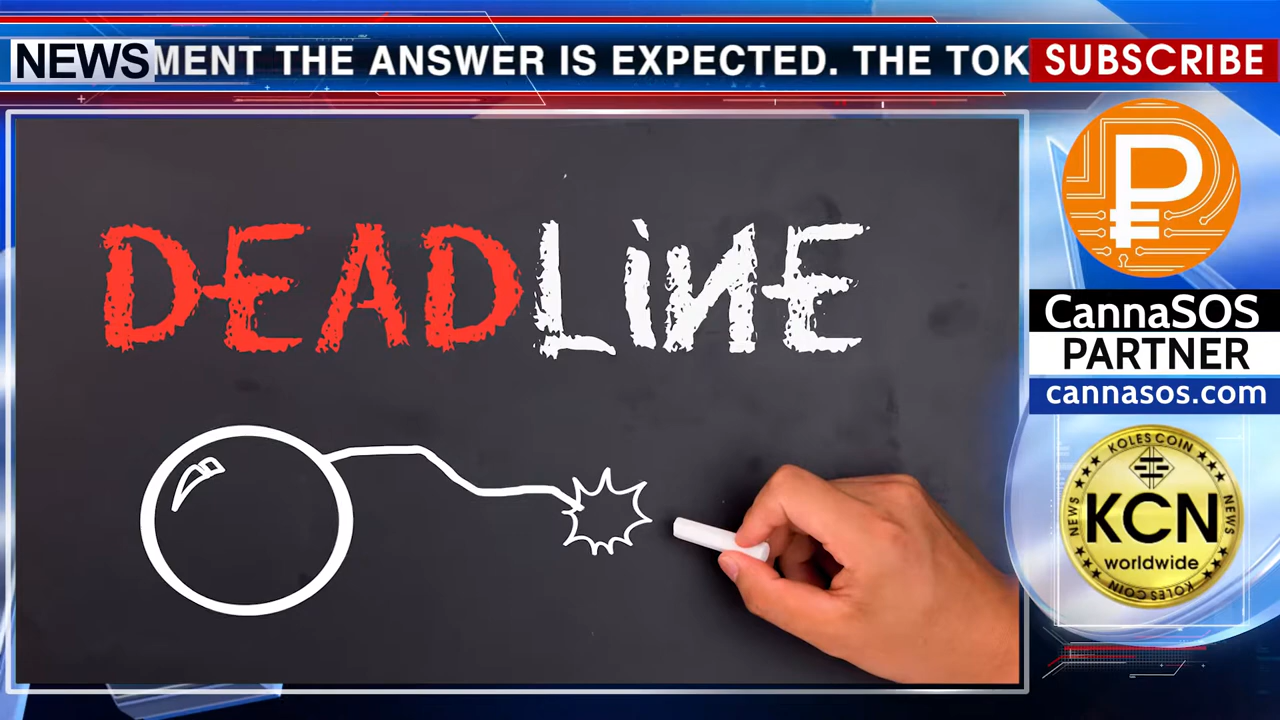 NEWS
MENT THE ANSWER IS EXPECTED. THE TOK
SUBSCRIBE
DEADLiNE
CannaSOS
PARTNER
cannasos.com
KOLES COIN
NEWS
KCN
NEWS
worldwide
KOLES COIN